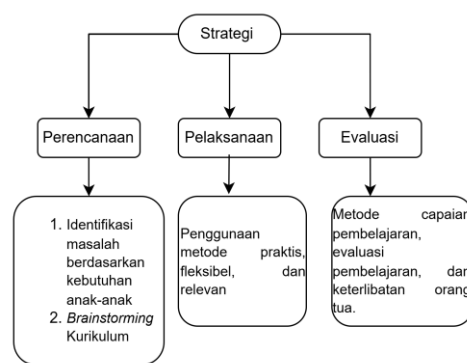 Strategi
Perencanaan
Pelaksanaan
Evaluasi
1. Identifikasi
masalah
berdasarkan
kebutuhan
anak-anak
2. Brainstorming
Kurikulum
Penggunaan
metode praktis,
fleksibel, dan
relevan
Metode capaian
pembelajaran,
evaluasi
pembelajaran, dan
keterlibatan orang
tua.